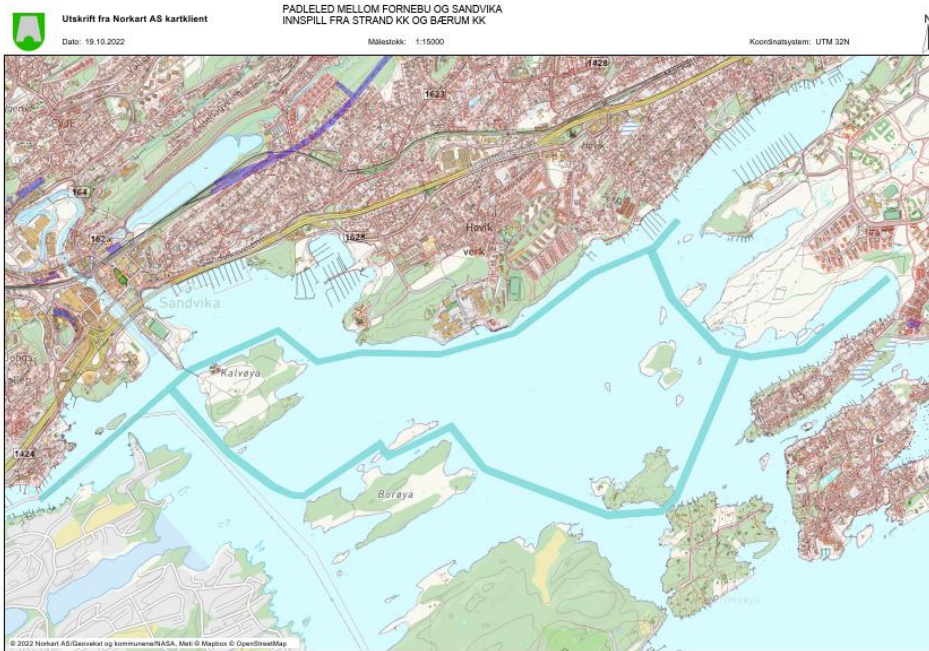 PADLELED MELLOM FORNEBU OG SANDVIKA
INNSPILL FRA STRAND KK OG BÆRUM KK
Utskrift fra Norkart AS kartklient
Dato: 19.10.2022
Målestokk: 1:15000
Koordinatsystem: UTM 32N
N
1428
1623
164
162
1628
Høvik
verk
Sandvika
Kalvøya
1424
Borøya
© 2022 Norkart AS/Geovekst og kommunene/NASA, Meti © Mapbox © OpenStreetMap